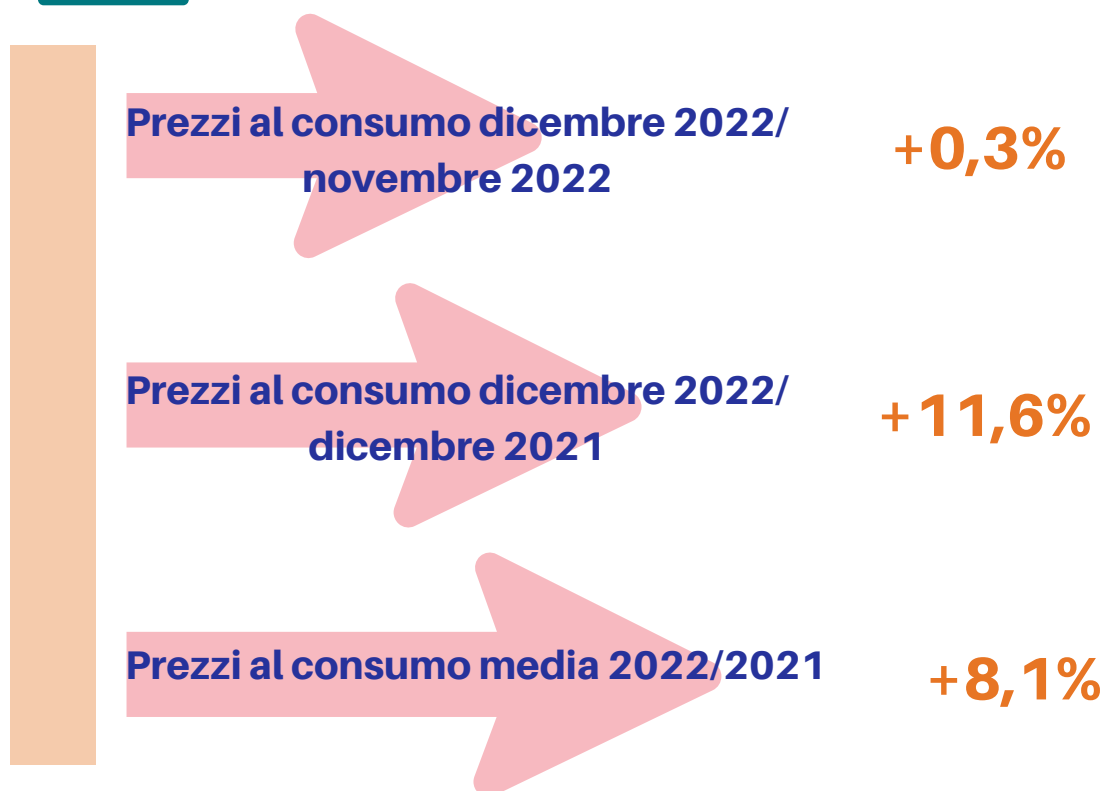 Prezzi al consumo dicembre 2022/
novembre 2022
+0,3%
Prezzi al consumo dicembre 2022/
dicembre 2021
+11,6%
Prezzi al consumo media 2022/2021
+8,1%